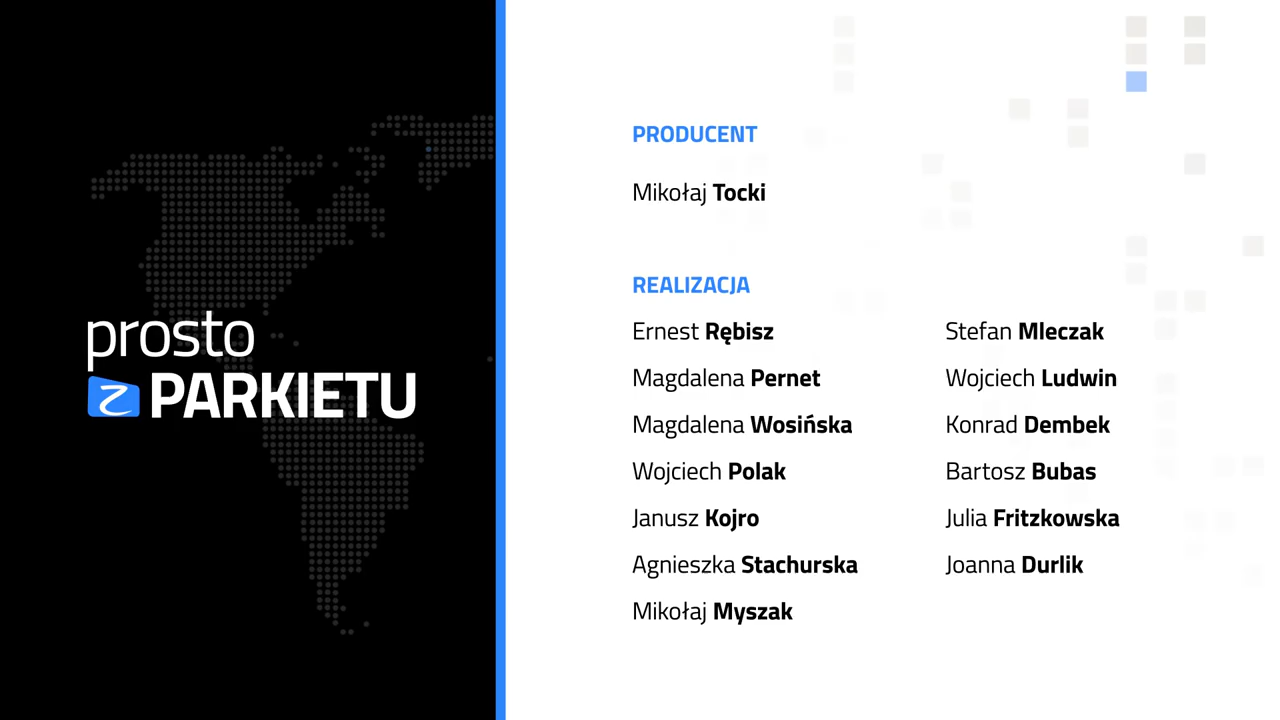 prosto
z PARKIETU
PRODUCENT
Mikołaj Tocki
REALIZACJA
Ernest Rębisz
Magdalena Pernet
Magdalena Wosińska
Wojciech Polak
Janusz Kojro
Agnieszka Stachurska
Mikołaj Myszak
Stefan Mleczak
Wojciech Ludwin
Konrad Dembek
Bartosz Bubas
Julia Fritzkowska
Joanna Durlik